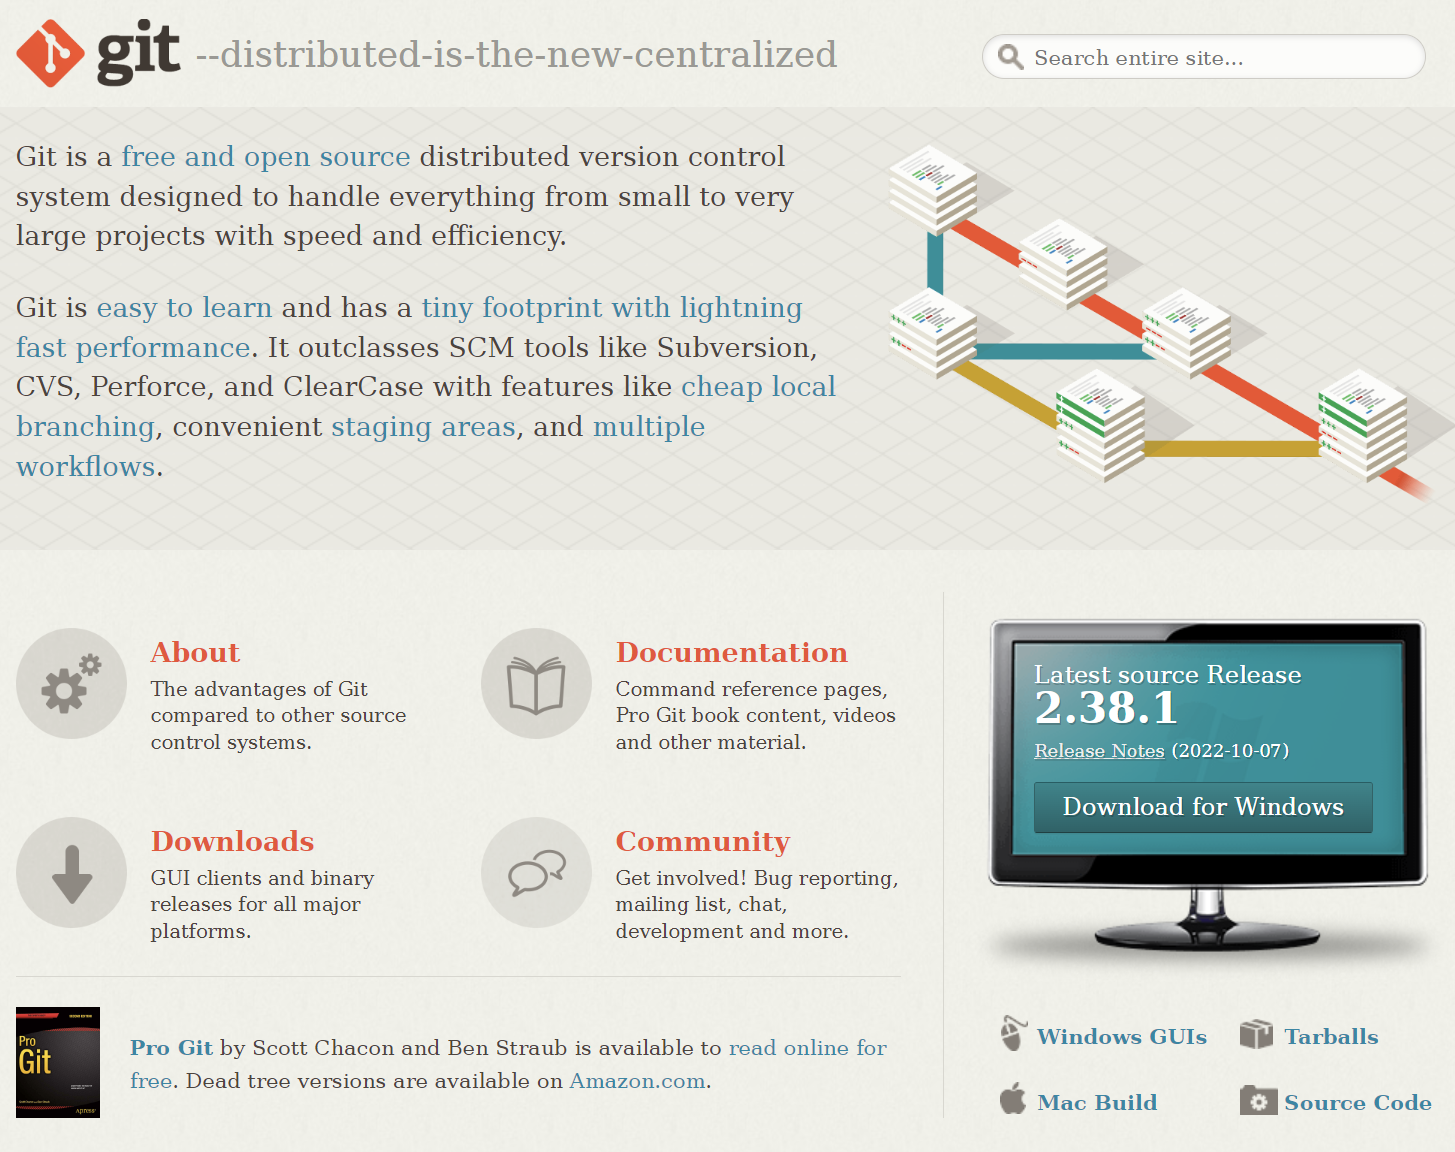 git --distributed-is-the-new-centralized
Search entire site...
Git is a free and open source distributed version control
system designed to handle everything from small to very
large projects with speed and efficiency.
Git is easy to learn and has a tiny footprint with lightning
fast performance. It outclasses SCM tools like Subversion,
CVS, Perforce, and ClearCase with features like cheap local
branching, convenient staging areas, and multiple
workflows.
About
The advantages of Git
compared to other source
control systems.
Documentation
Command reference pages,
Pro Git book content, videos
and other material.
Downloads
GUI clients and binary
releases for all major
platforms.
Community
Get involved! Bug reporting,
mailing list, chat,
development and more.
Pro
Git
Apress
Pro Git by Scott Chacon and Ben Straub is available to read online for
free. Dead tree versions are available on Amazon.com.
Latest source Release
2.38.1
Release Notes (2022-10-07)
Download for Windows
Windows GUIs
Tarballs
Mac Build
Source Code